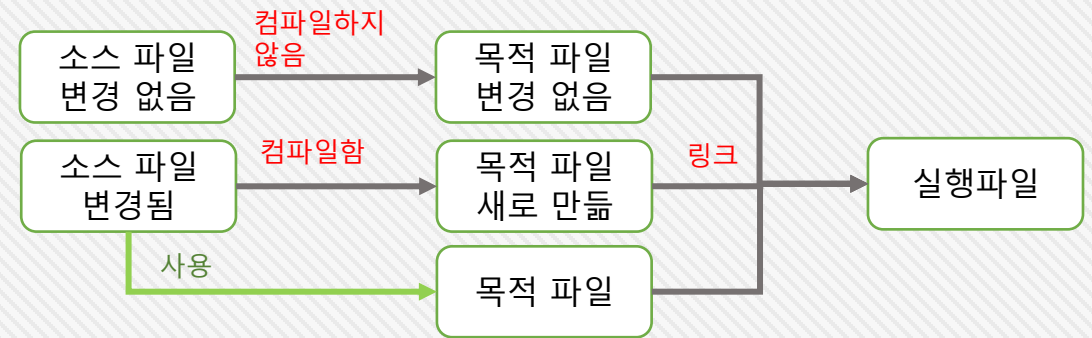 컴파일하지
않음
소스 파일
변경 없음
목적 파일
변경 없음
소스 파일
변경됨
컴파일함
목적 파일
새로 만듦
링크
실행파일
사용
목적 파일